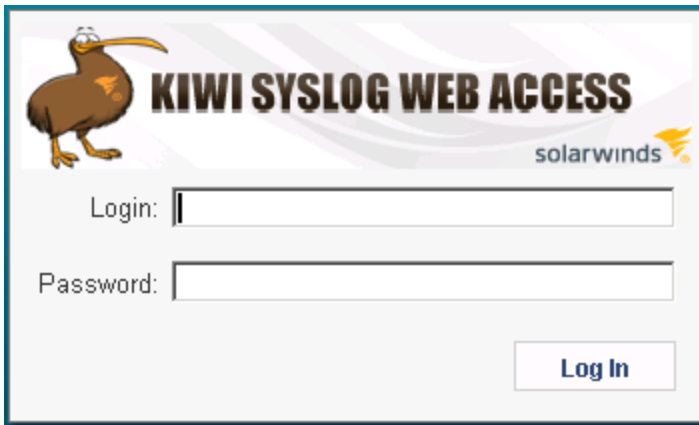 KIWI SYSLOG WEB ACCESS
solarwinds
Login:
Password:
Log In